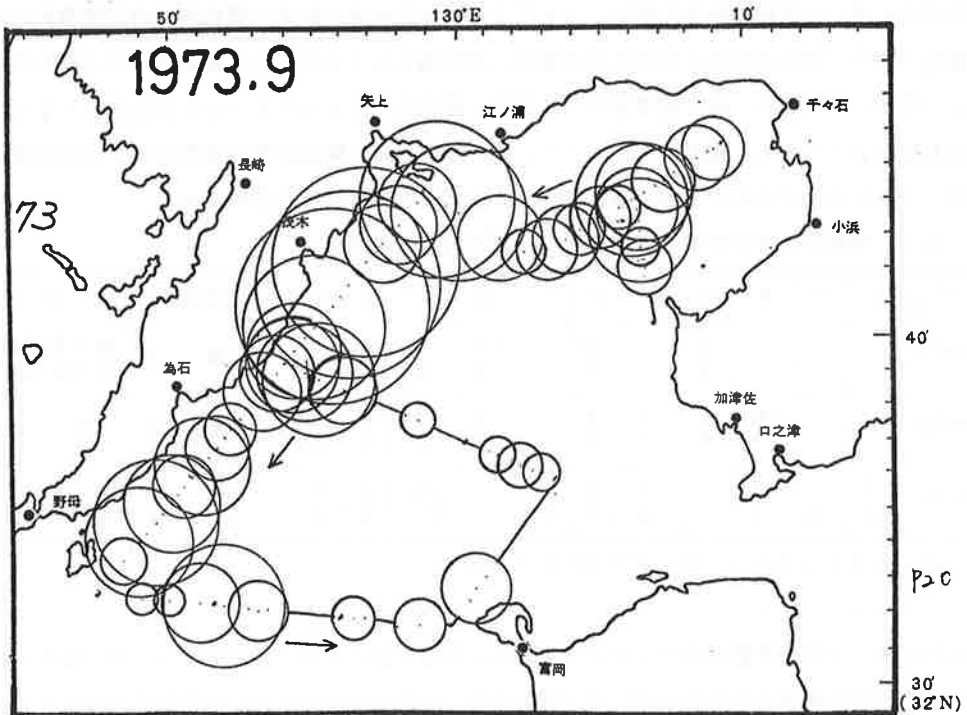 50′
130°E
10′
1973.9
矢上
江ノ浦
千々石
長崎
73
茂木
小浜
40′
為石
加津佐
口之津
野母
P2C
富岡
30′
(32°N)